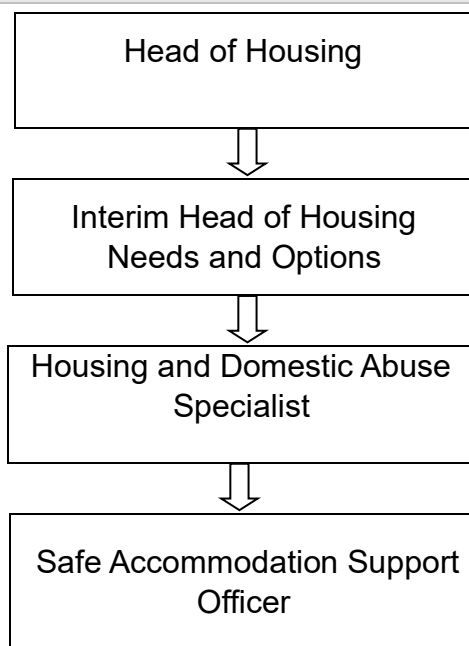 Head of Housing
Interim Head of Housing
Needs and Options
Housing and Domestic Abuse
Specialist
Safe Accommodation Support
Officer